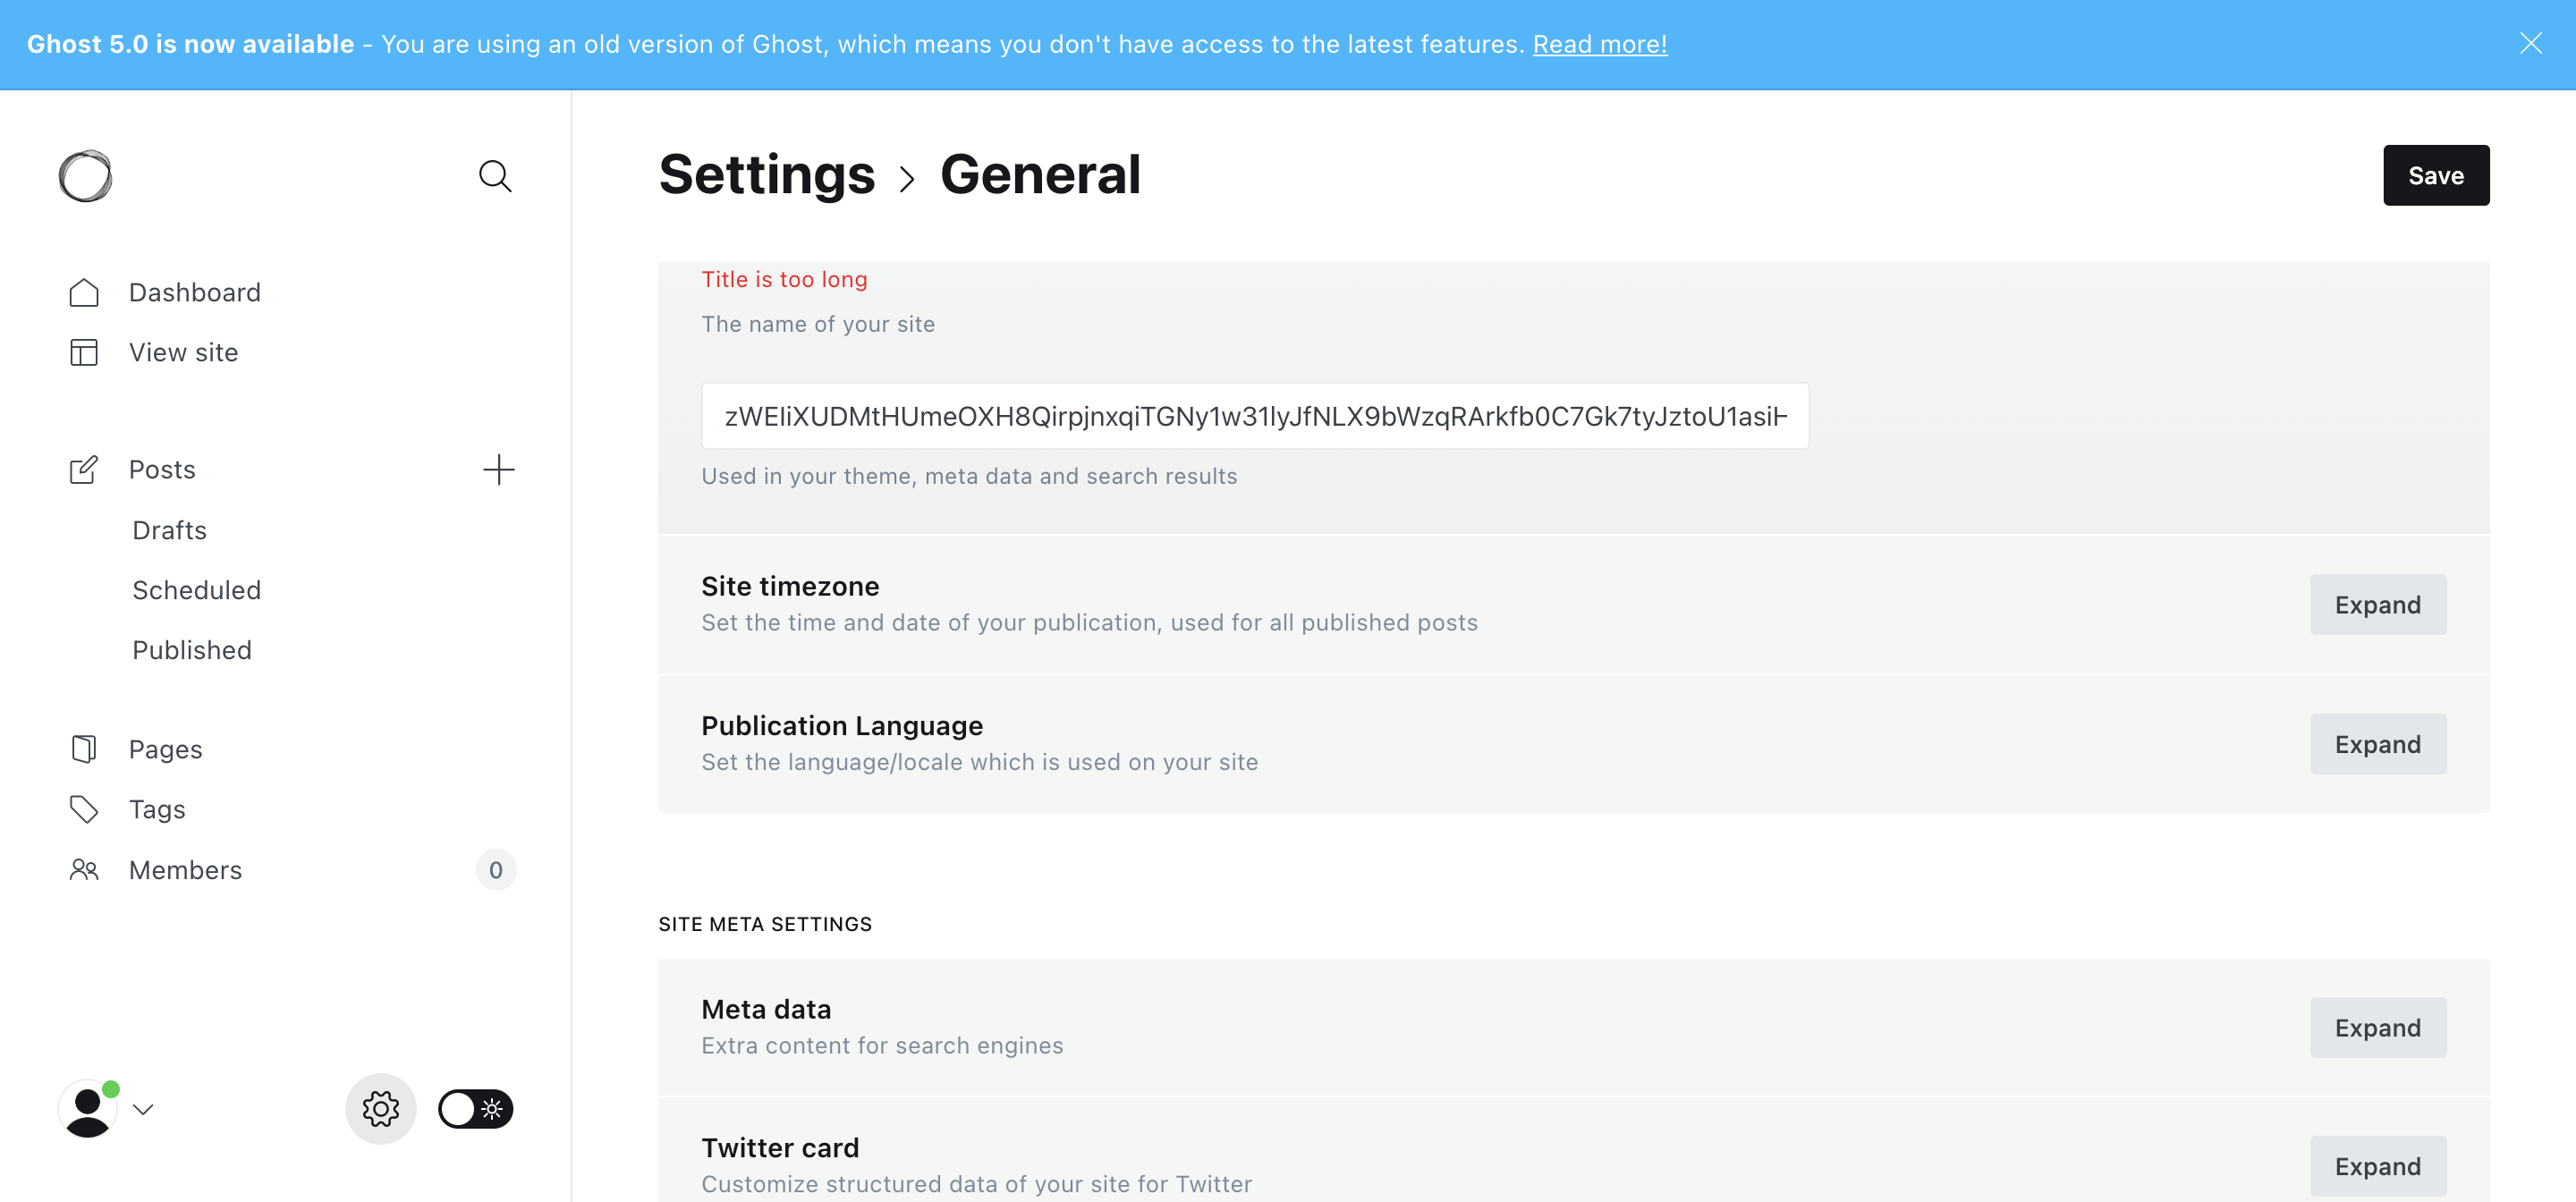 Ghost 5.0 is now available - You are using an old version of Ghost, which means you don't have access to the latest features. Read more!
Settings > General
Save
Dashboard
View site
Posts
Drafts
Scheduled
Published
Pages
Tags
Members
0
Title is too long
The name of your site
Used in your theme, meta data and search results
Site timezone
Set the time and date of your publication, used for all published posts
Expand
Publication Language
Set the language/locale which is used on your site
Expand
SITE META SETTINGS
Meta data
Extra content for search engines
Expand
Twitter card
Customize structured data of your site for Twitter
Expand